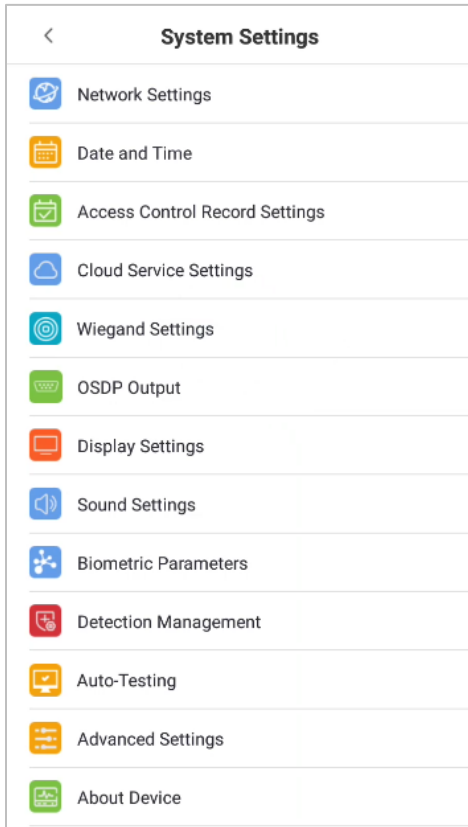 System Settings
Network Settings
Date and Time
Access Control Record Settings
Cloud Service Settings
Wiegand Settings
OSDP Output
Display Settings
Sound Settings
Biometric Parameters
Detection Management
Auto-Testing
Advanced Settings
About Device